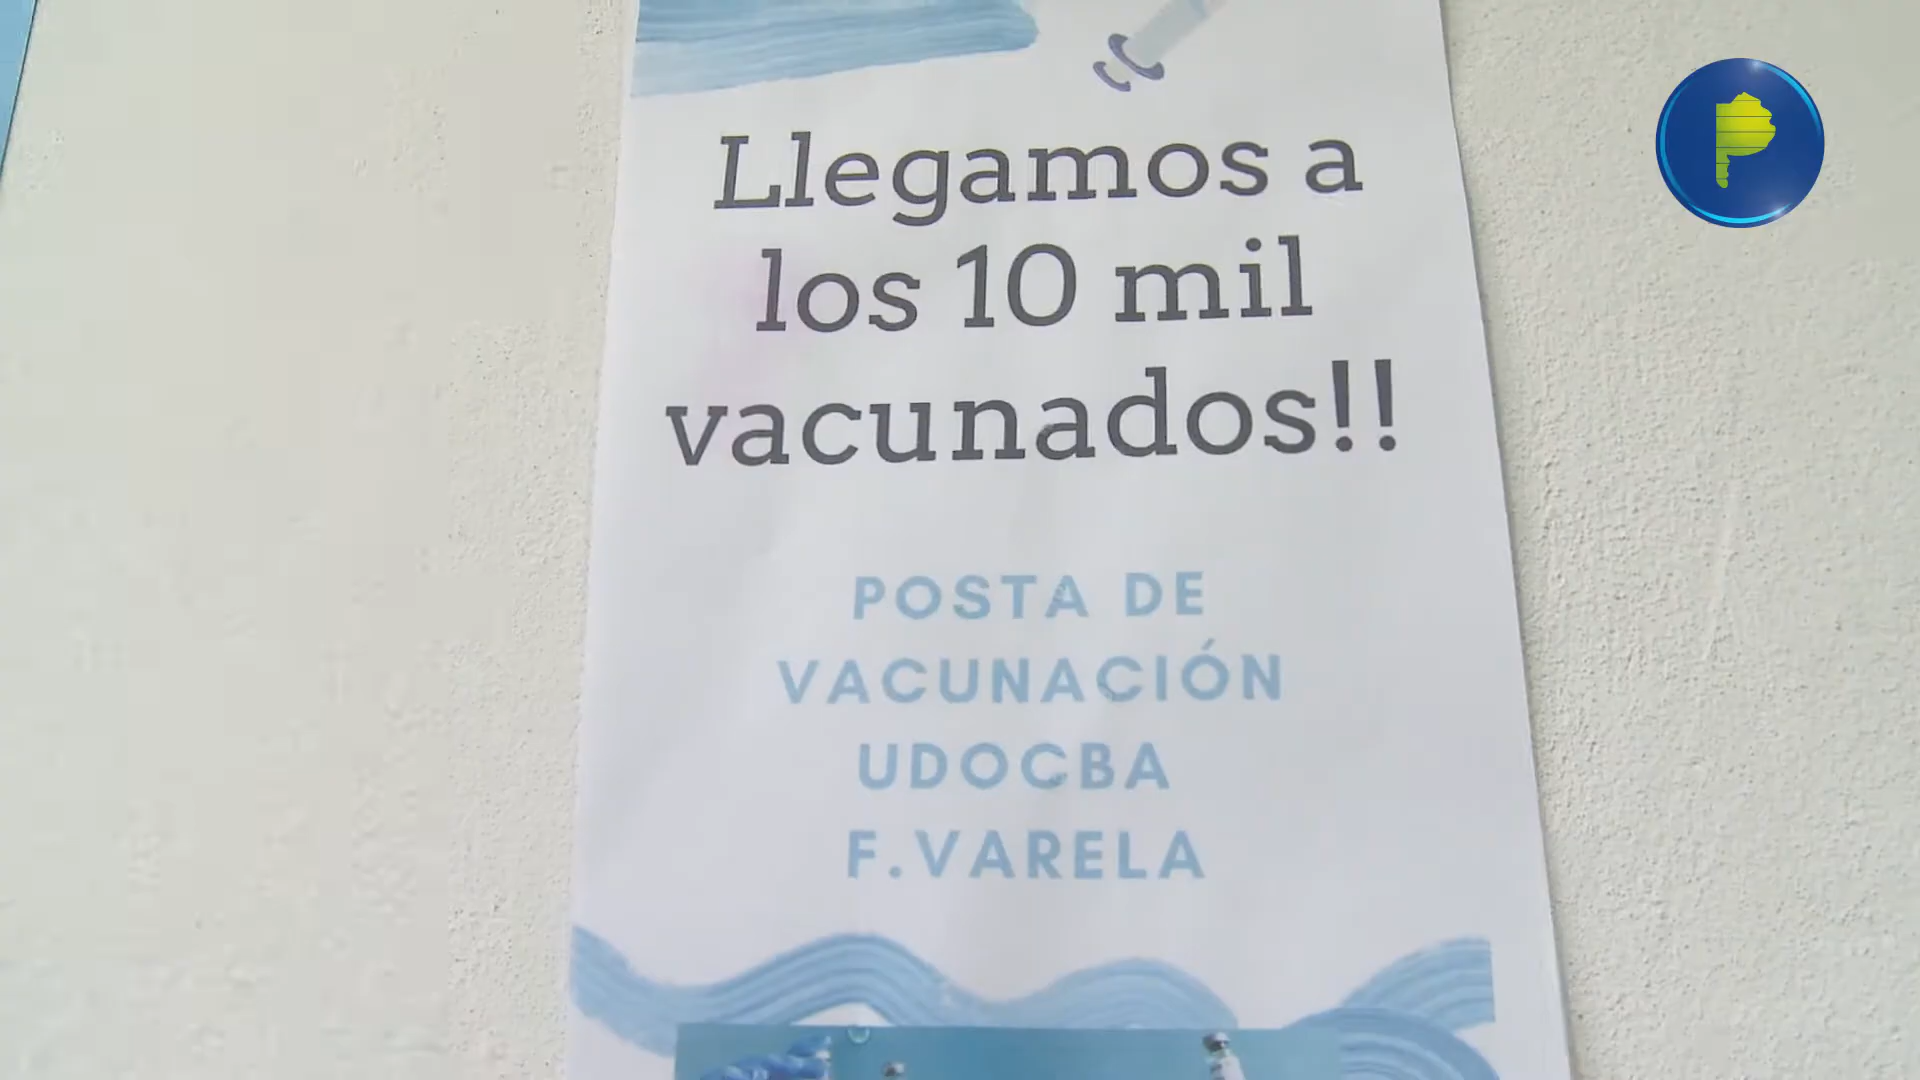 Llegamos a
los 10 mil
vacunados!!
POSTA DE
VACUNACIÓN
UDOCBA
F.VARELA